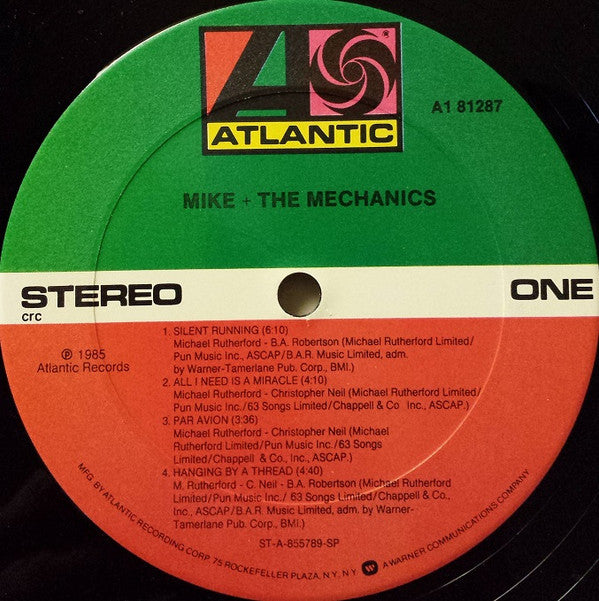 ATLANTIC
®
A1 81287
MIKE + THE MECHANICS
STEREO
ONE
crc
℗ 1985
Atlantic Records
1. SILENT RUNNING (6:10)
Michael Rutherford - B.A. Robertson (Michael Rutherford Limited/
Pun Music Inc., ASCAP/B.A.R. Music Limited, adm.
by Warner-Tamerlane Pub. Corp., BMI.)
2. ALL I NEED IS A MIRACLE (4:10)
Michael Rutherford - Christopher Neil (Michael Rutherford Limited/
Pun Music Inc./63 Songs Limited/Chappell & Co Inc., ASCAP.)
3. PAR AVION (3:36)
Michael Rutherford - Christopher Neil (Michael
Rutherford Limited/Pun Music Inc./63 Songs
Limited/Chappell & Co., Inc., ASCAP.)
4. HANGING BY A THREAD (4:40)
M. Rutherford - C. Neil - B.A. Robertson (Michael Rutherford
Limited/Pun Music Inc./ 63 Songs Limited/Chappell & Co.,
Inc., ASCAP/B.A.R. Music Limited, adm. by Warner-
Tamerlane Pub. Corp., BMI.)
ST-A-855789-SP
MFG. BY ATLANTIC RECORDING CORP 75 ROCKEFELLER PLAZA, N.Y., N.Y. A WARNER COMMUNICATIONS COMPANY